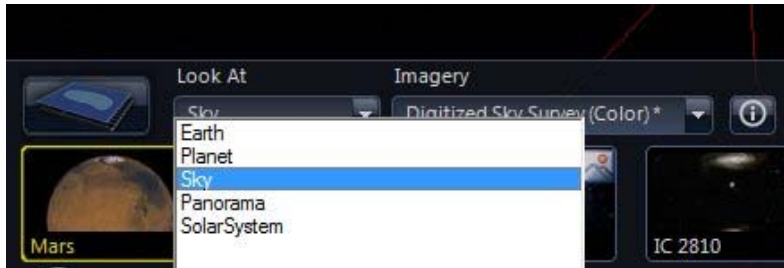 Look At
Imagery
Sky
Digitized Sky Survey (Color) *
Earth
Planet
Sky
Panorama
SolarSystem
Mars
IC 2810